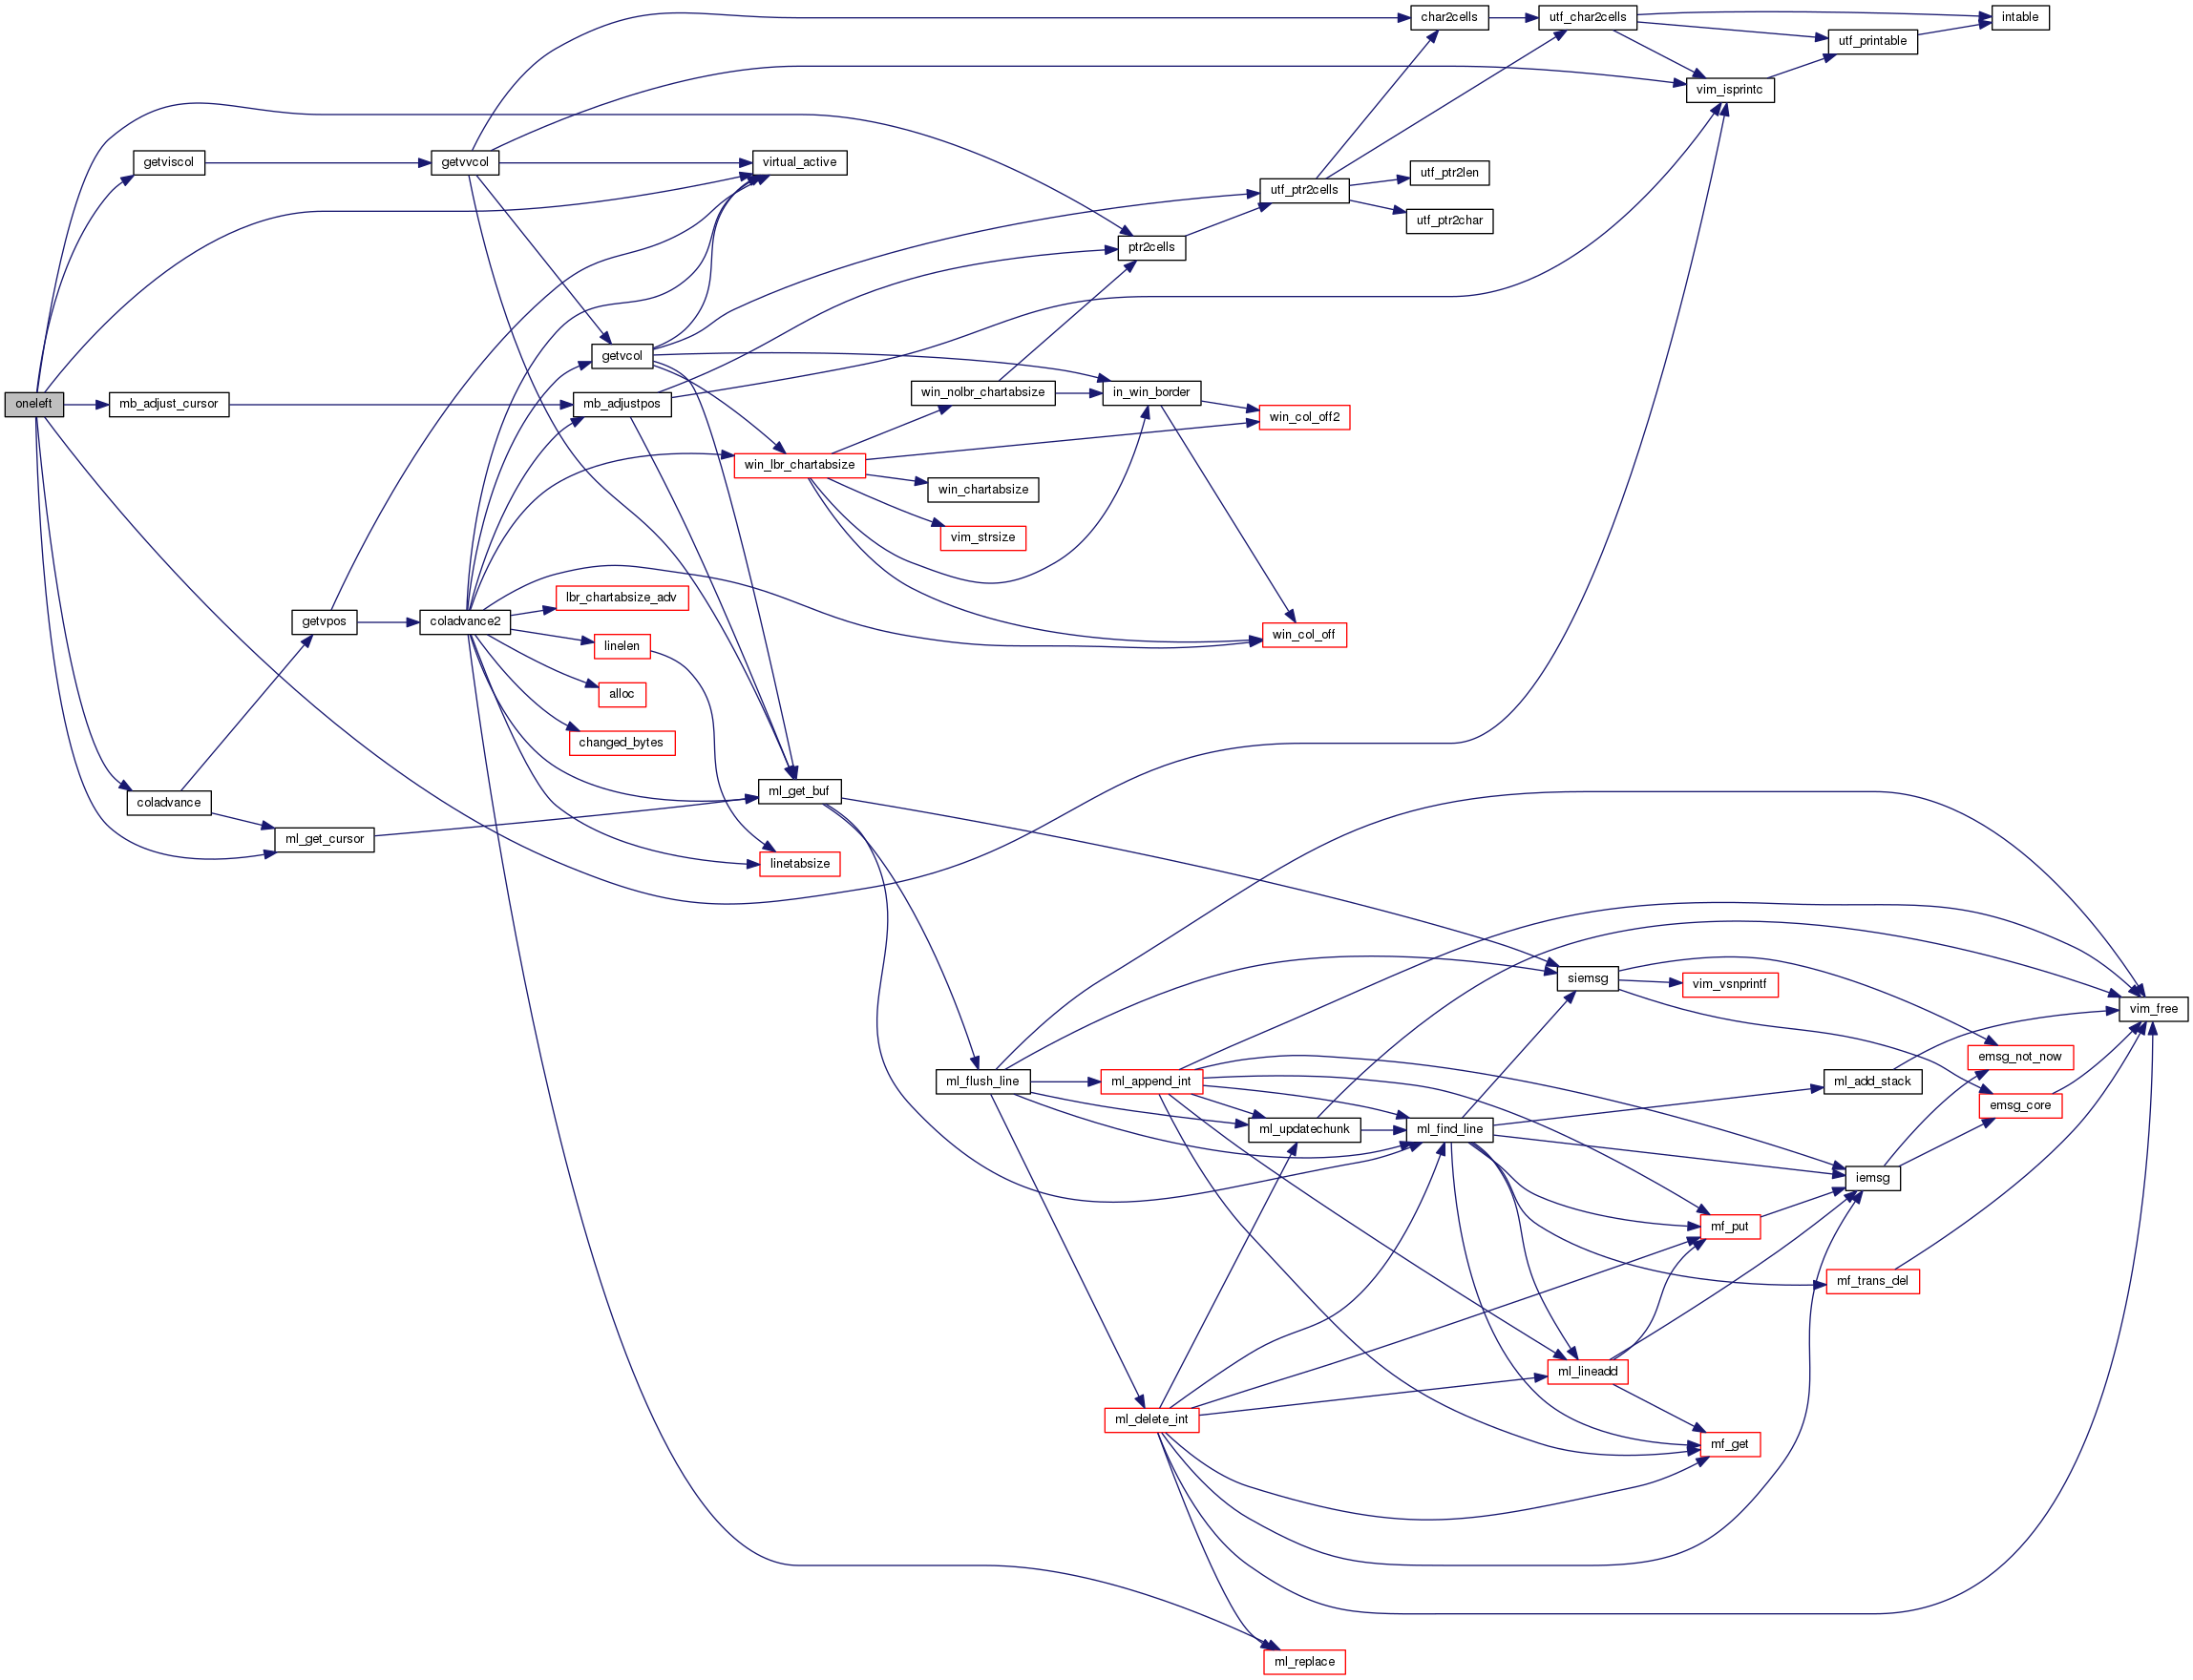 char2cells
utf_char2cells
intable
utf_printable
vim_isprintc
getviscol
getvvcol
virtual_active
utf_ptr2len
utf_ptr2cells
utf_ptr2char
ptr2cells
getvcol
oneleft
mb_adjust_cursor
mb_adjustpos
win_nolbr_chartabsize
in_win_border
win_col_off2
win_lbr_chartabsize
win_chartabsize
vim_strsize
lbr_chartabsize_adv
getvpos
coladvance2
win_col_off
linelen
alloc
changed_bytes
ml_get_buf
coladvance
ml_get_cursor
linetabsize
siemsg
vim_vsnprintf
vim_free
emsg_not_now
ml_flush_line
ml_append_int
ml_add_stack
emsg_core
ml_updatechunk
ml_find_line
iemsg
mf_put
mf_trans_del
ml_lineadd
ml_delete_int
mf_get
ml_replace